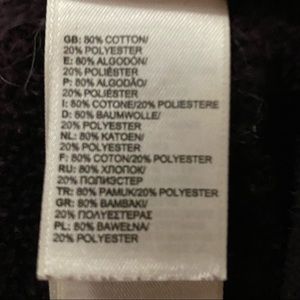 GB: 80% COTTON/
20% POLYESTER
E: 80% ALGODÓN/
20% POLIÉSTER
P: 80% ALGODÃO/
20% POLIÉSTER
I: 80% COTONE/20% POLIESTERE
D: 80% BAUMWOLLE/
20% POLYESTER
NL: 80% KATOEN/
20% POLYESTER
F: 80% COTON/20% POLYESTER
RU: 80% ХЛОПОК/
20% ПОЛИЭСТЕР
TR: 80% PAMUK/20% POLYESTER
GR: 80% BAMBAKI/
20% ΠΟΛΥΕΣΤΕΡΑΣ
PL: 80% BAWEŁNA/
20% POLYESTER